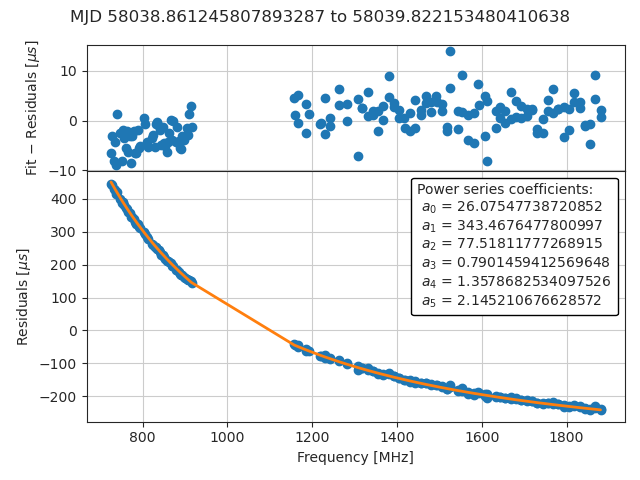 MJD 58038.861245807893287 to 58039.822153480410638
Fit − Residuals [μs]
10
0
−10
Residuals [μs]
400
300
200
100
0
−100
−200
Power series coefficients:
a₀ = 26.07547738720852
a₁ = 343.4676477800997
a₂ = 77.51811777268915
a₃ = 0.7901459412569648
a₄ = 1.3578682534097526
a₅ = 2.145210676628572
800
1000
1200
1400
1600
1800
Frequency [MHz]